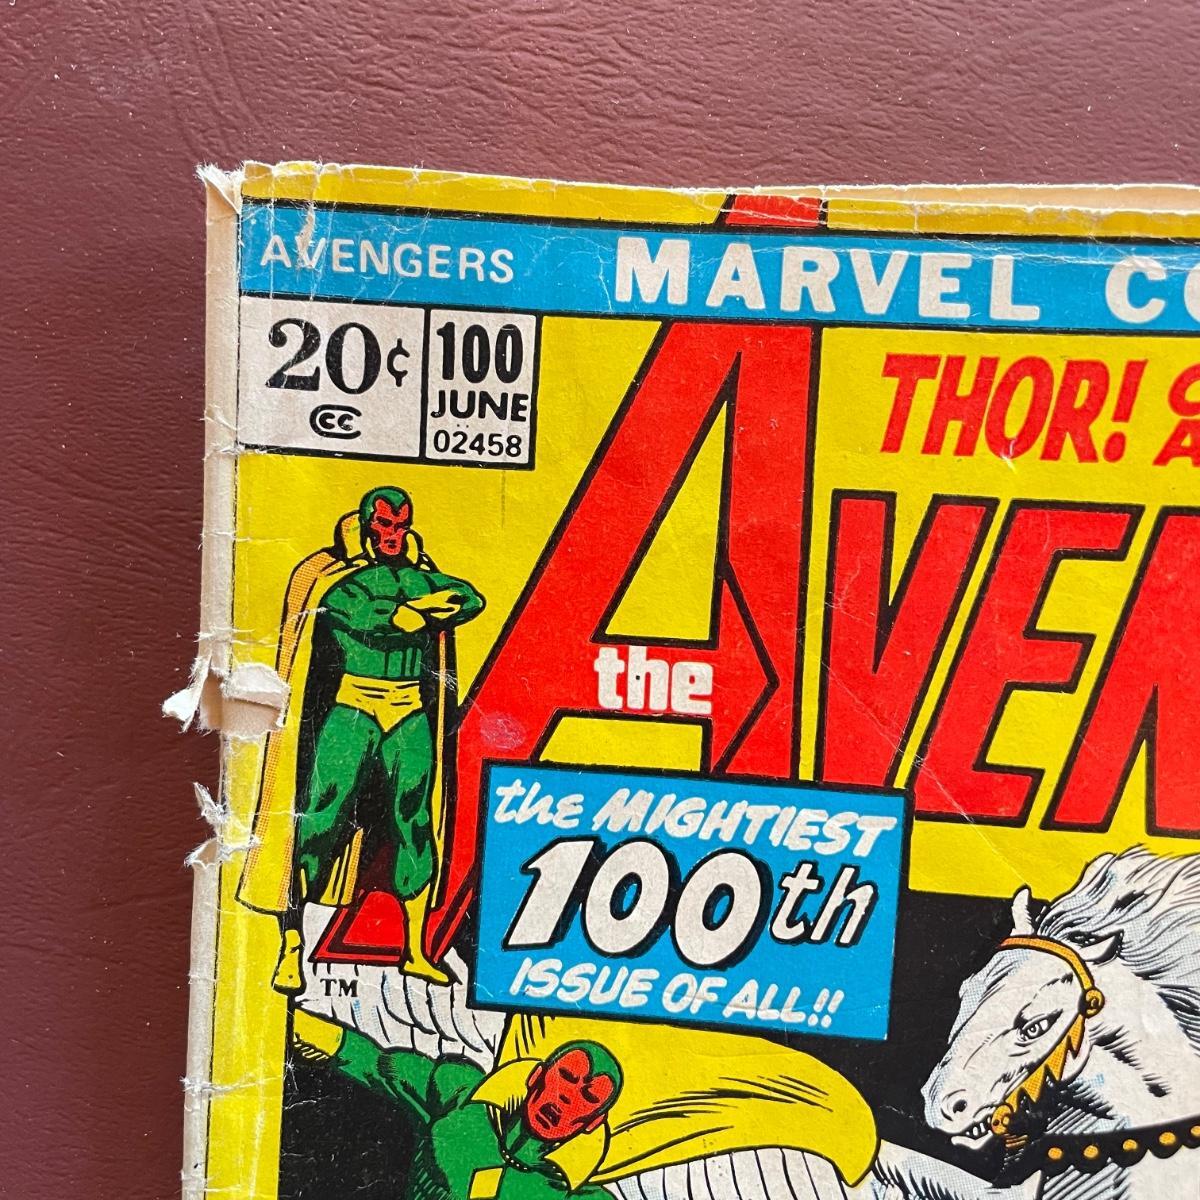 AVENGERS MARVEL CO
20¢ 100
CC JUNE
02458
THOR!
the AVEN
the MIGHTIEST
100th
ISSUE OF ALL!!
TM